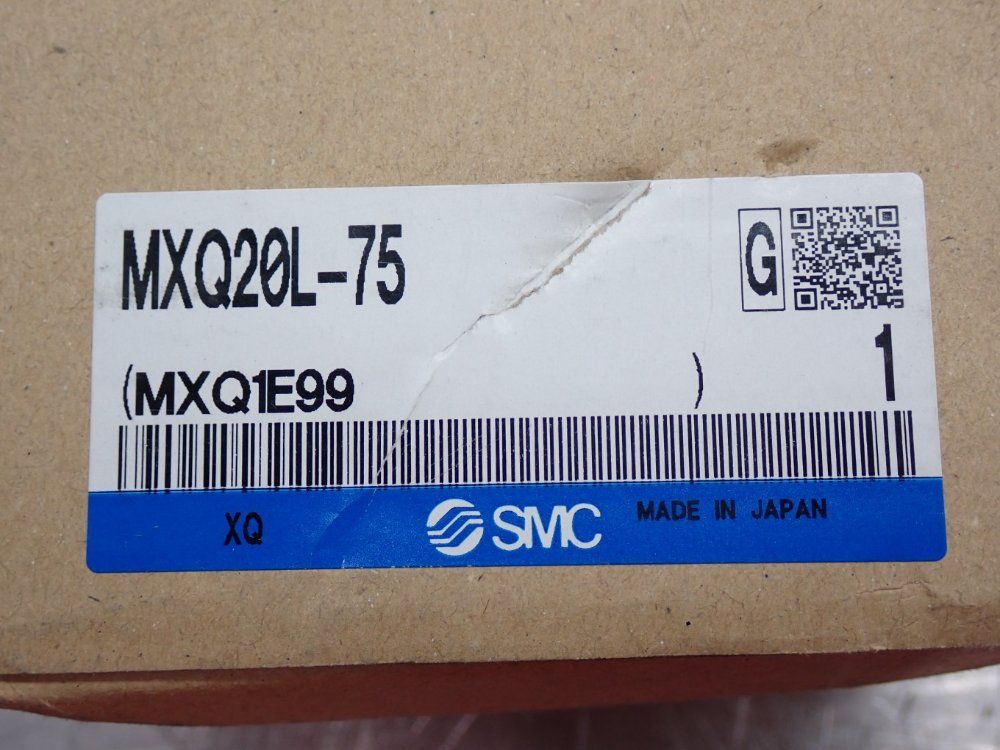 MXQ20L-75
G
(MXQ1E99 )
1
XQ
SMC
MADE IN JAPAN